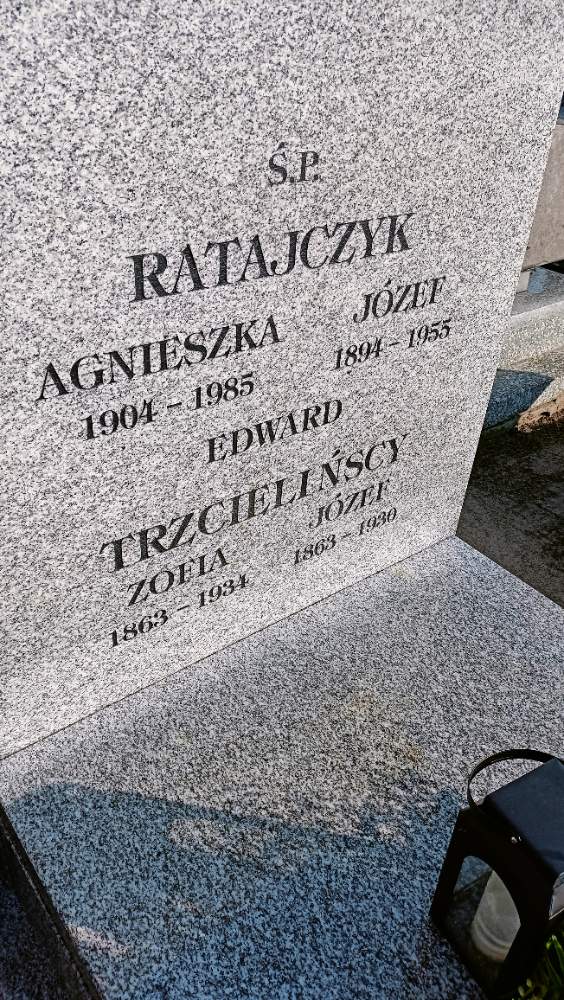 Ś.P.
RATAJCZYK
AGNIESZKA JÓZEF
1904 - 1985 1894 - 1955
EDWARD
TRZCIELIŃSCY
ZOFIA JÓZEF
1863 - 1934 1863 - 1930